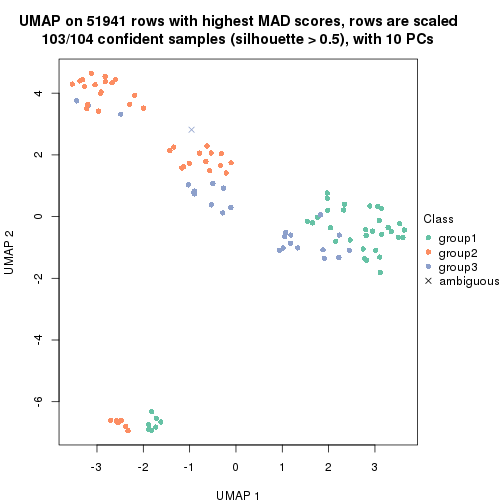 UMAP on 51941 rows with highest MAD scores, rows are scaled
103/104 confident samples (silhouette > 0.5), with 10 PCs
4
2
0
-2
-4
-6
UMAP 2
-3 -2 -1 0 1 2 3
UMAP 1
Class
group1
group2
group3
ambiguous